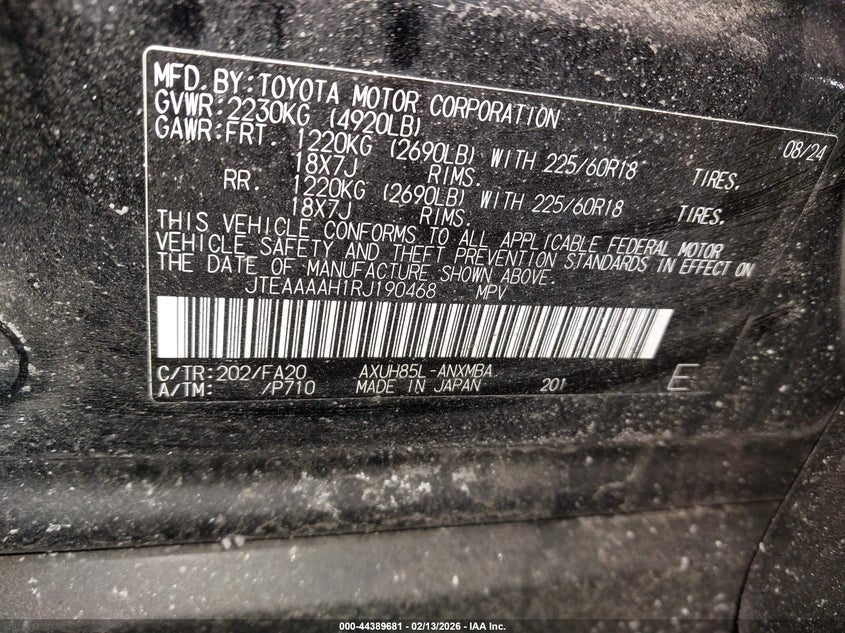 MFD. BY: TOYOTA MOTOR CORPORATION 08/24
GVWR: 2230KG (4920LB)
GAWR: FRT. 1220KG (2690LB) WITH 225/60R18 TIRES.
18X7J RIMS.
RR. 1220KG (2690LB) WITH 225/60R18 TIRES.
18X7J RIMS.
THIS VEHICLE CONFORMS TO ALL APPLICABLE FEDERAL MOTOR
VEHICLE SAFETY AND THEFT PREVENTION STANDARDS IN EFFECT ON
THE DATE OF MANUFACTURE SHOWN ABOVE.
JTEAAAAH1RJ190468 MPV
C/TR: 202/FA20 AXUH85L-ANXMBA
A/TM: /P710 MADE IN JAPAN 201 E
000-44389681 - 02/13/2026 - IAA Inc.